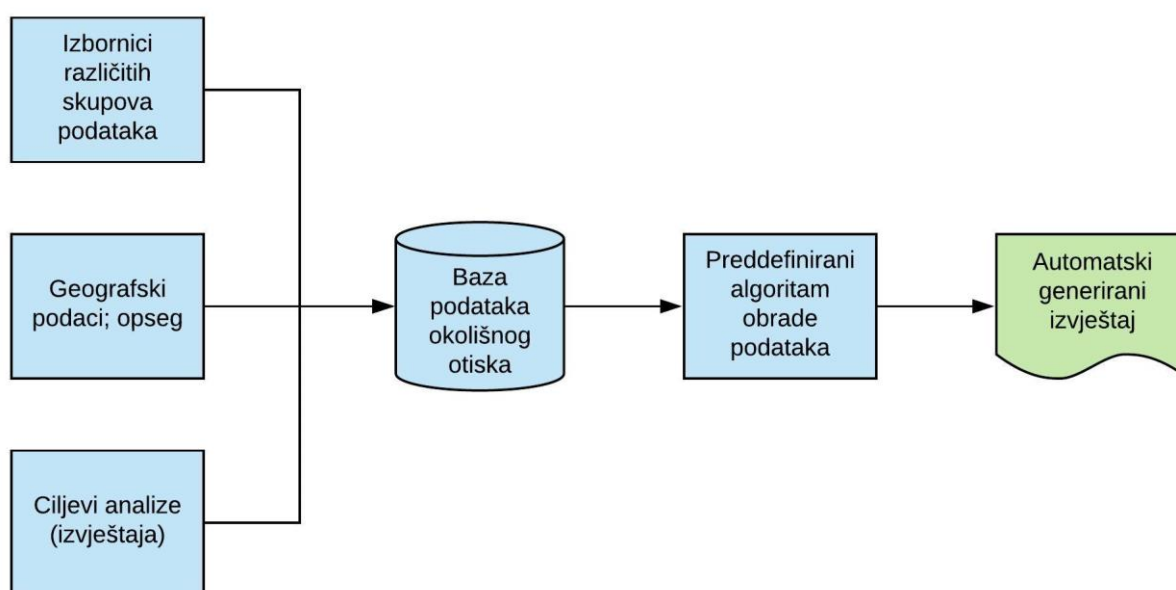 Izbornici
različitih
skupova
podataka
Geografski
podaci; opseg
Ciljevi analize
(izvještaja)
Baza
podataka
okolišnog
otiska
Preddefinirani
algoritam
obrade
podataka
Automatski
generirani
izvještaj